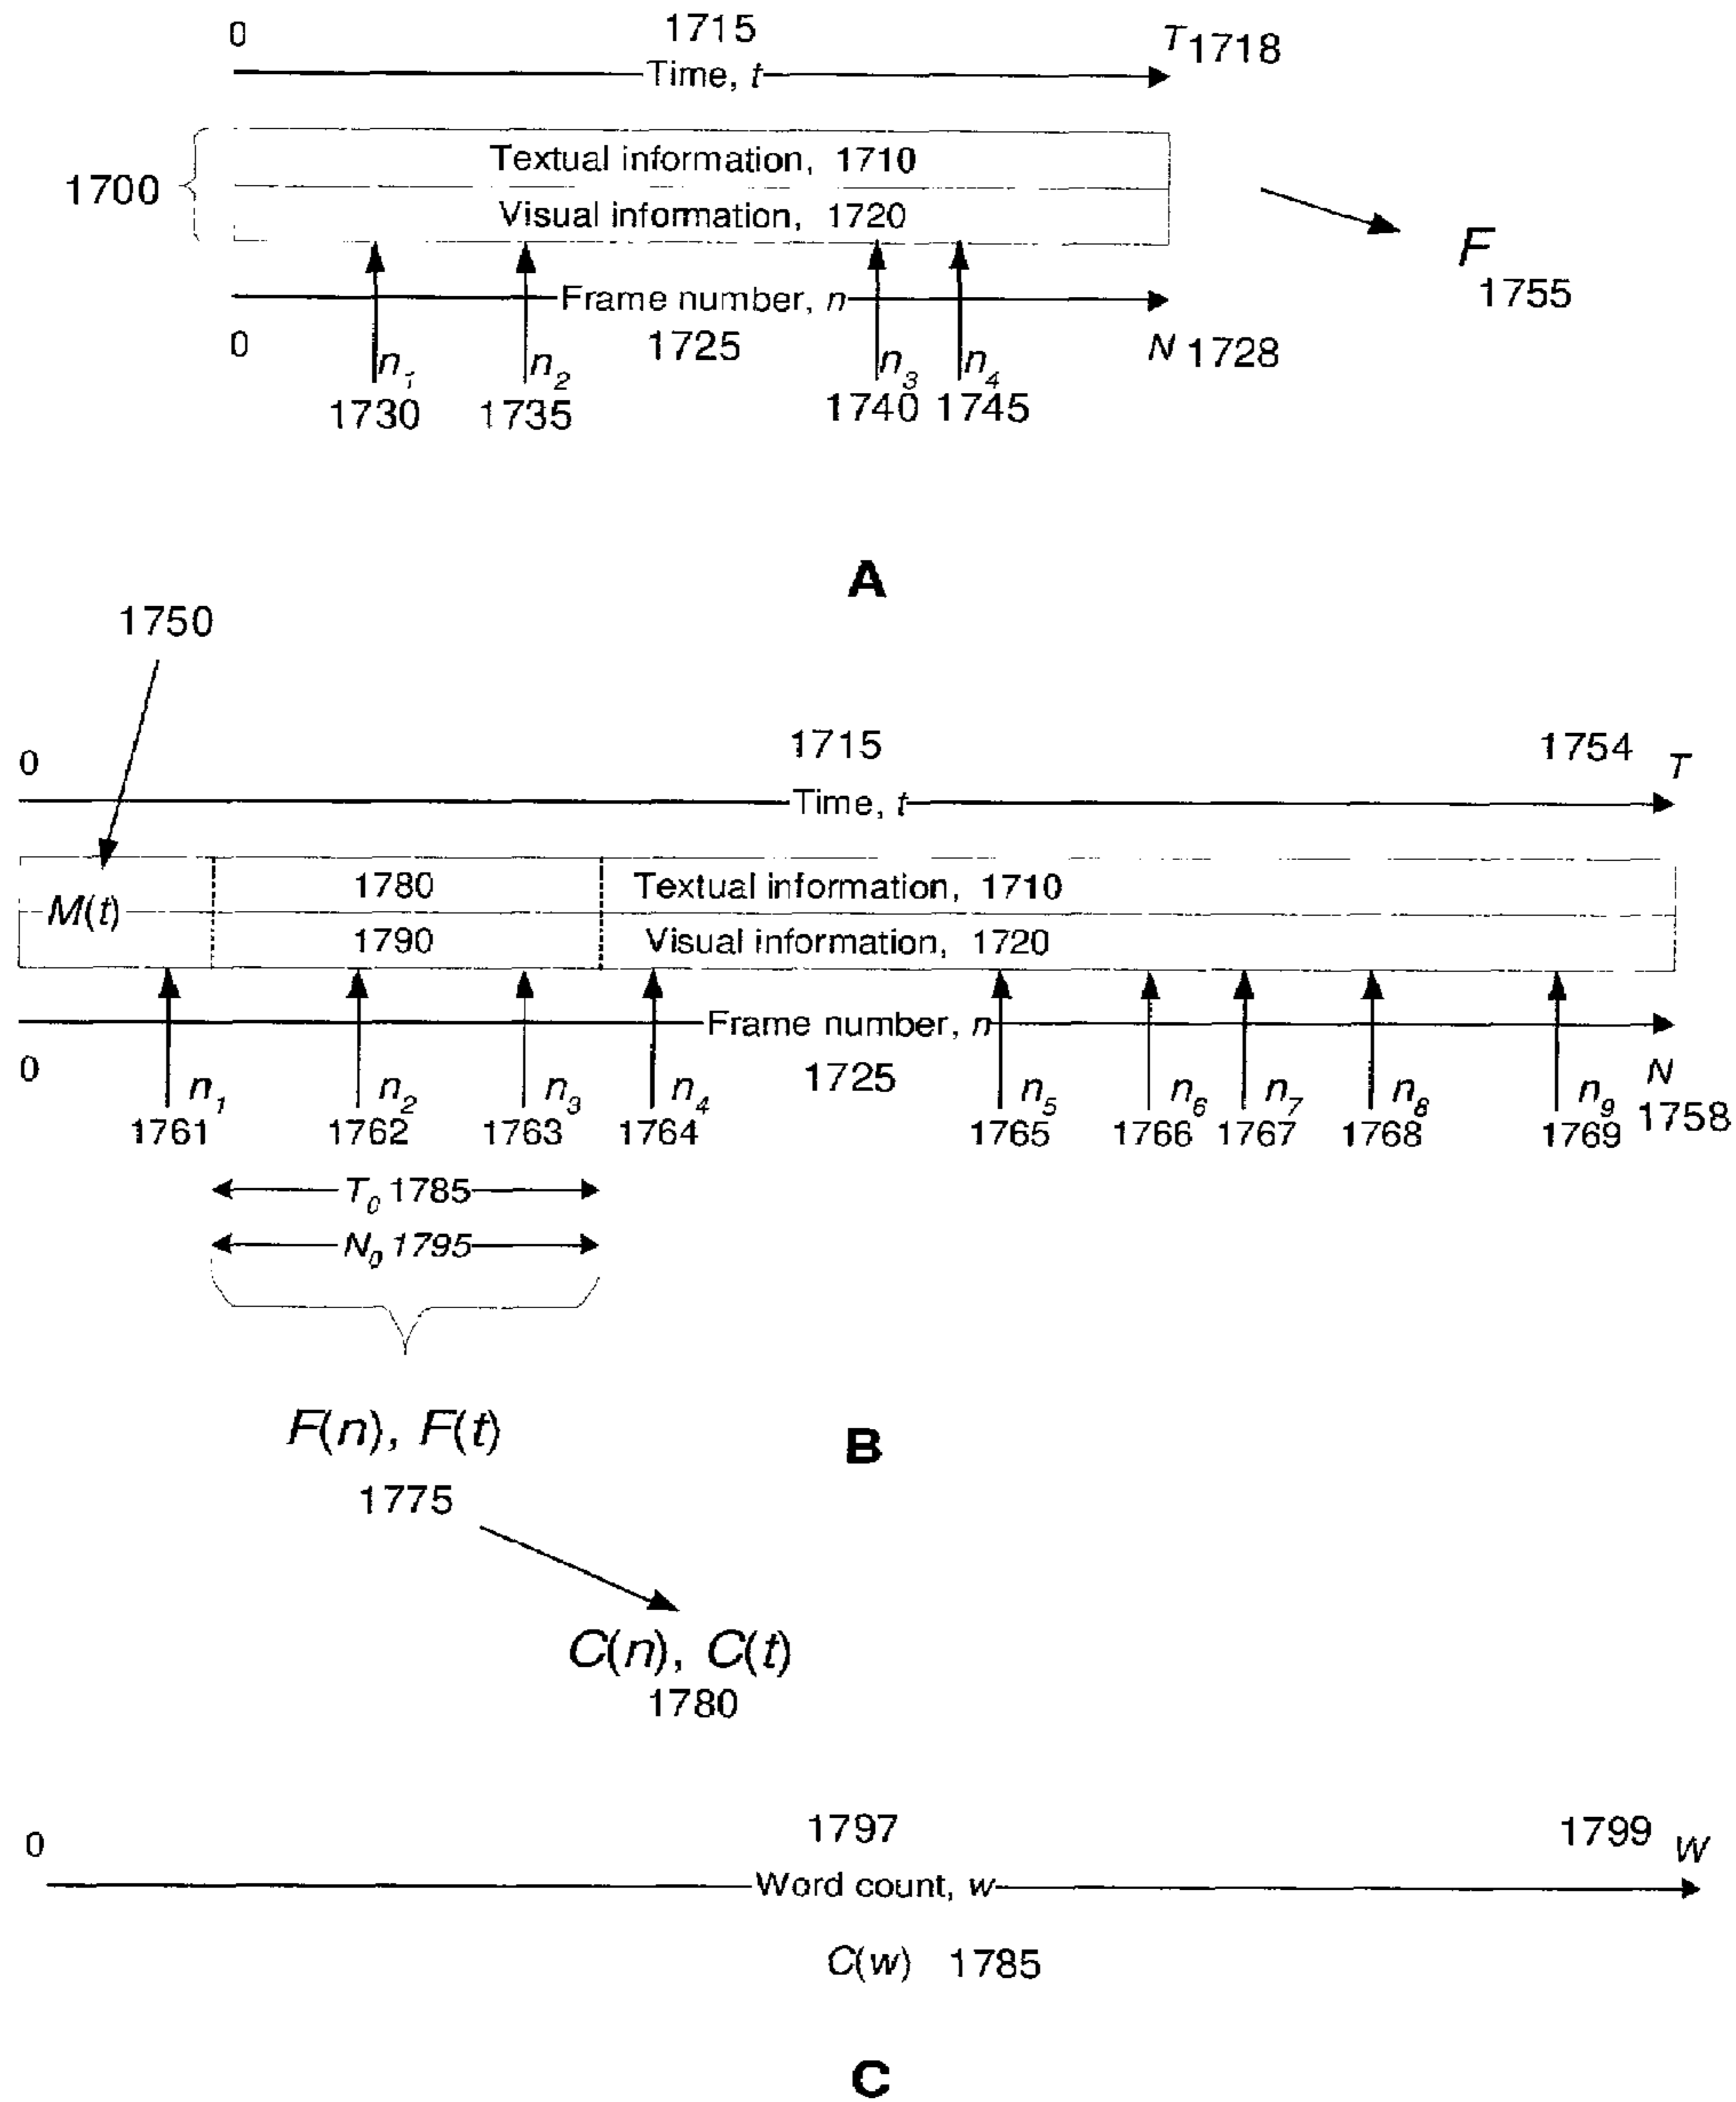 0 1715 T 1718
Time, t
Textual information, 1710
1700
Visual information, 1720
F
1755
Frame number, n
0 1725 N 1728
n1 n2 n3 n4
1730 1735 1740 1745
A
1750
0 1715 1754 T
Time, t
1780 Textual information, 1710
M(t)
1790 Visual information, 1720
Frame number, n
0 1725 N
n1 n2 n3 n4 n5 n6 n7 n8 n9 1758
1761 1762 1763 1764 1765 1766 1767 1768 1769
T0 1785
N0 1795
F(n), F(t)
B
1775
C(n), C(t)
1780
0 1797 1799 W
Word count, w
C(w) 1785
C